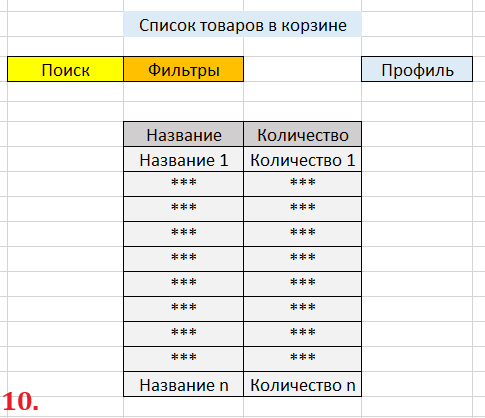 Список товаров в корзине
Поиск Фильтры Профиль
Название Количество
Название 1 Количество 1
*** ***
*** ***
*** ***
*** ***
*** ***
*** ***
*** ***
*** ***
Название n Количество n
10.